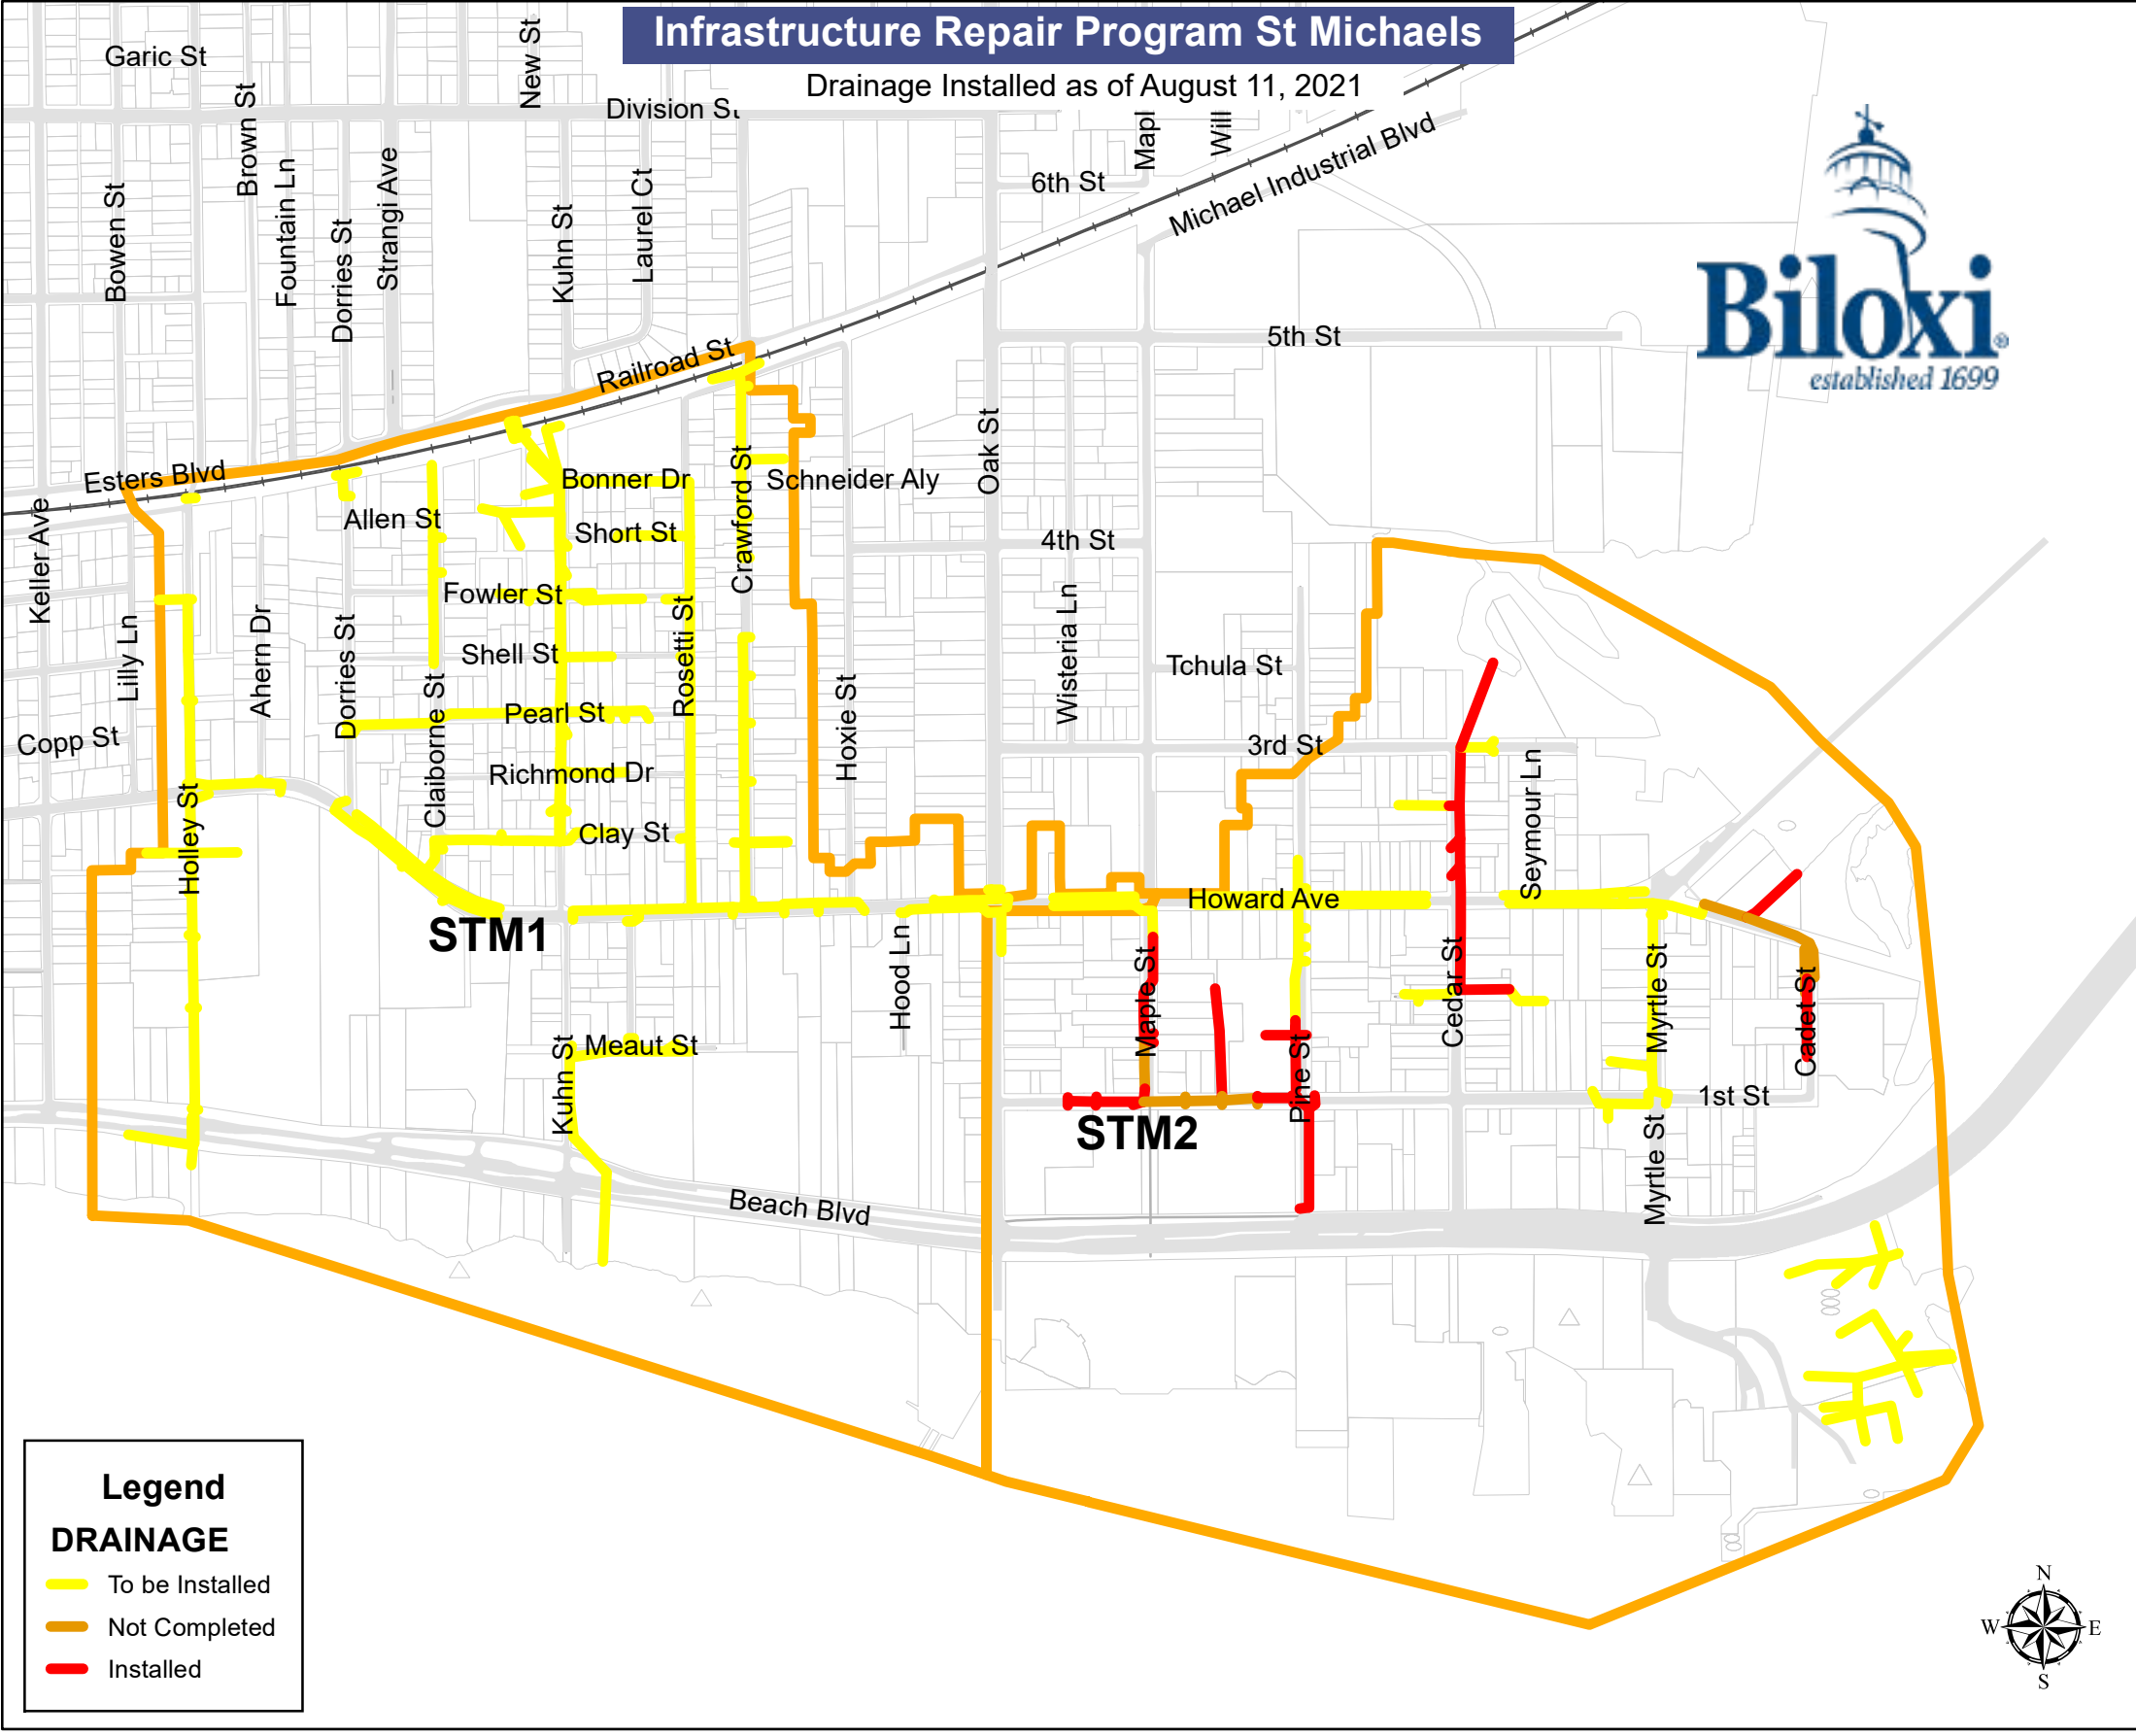 Infrastructure Repair Program St Michaels
Drainage Installed as of August 11, 2021
Garic St
New St
Division St
Brown St
Mapl
Will
Michael Industrial Blvd
6th St
Bowen St
Fountain Ln
Dorries St
Strangi Ave
Kuhn St
Laurel Ct
Biloxi®
established 1699
5th St
Railroad St
Esters Blvd
Oak St
Bonner Dr
Crawford St
Schneider Aly
Keller Ave
Allen St
Short St
4th St
Fowler St
Lilly Ln
Ahern Dr
Dorries St
Shell St
Rosetti St
Wisteria Ln
Tchula St
Claiborne St
Pearl St
Hoxie St
Copp St
3rd St
Richmond Dr
Seymour Ln
Holley St
Clay St
Howard Ave
STM1
Hood Ln
Maple St
Cedar St
Myrtle St
Cadet St
Kuhn St
Meaut St
Pine St
1st St
STM2
Myrtle St
Beach Blvd
Legend
DRAINAGE
To be Installed
Not Completed
Installed
N
W
E
S